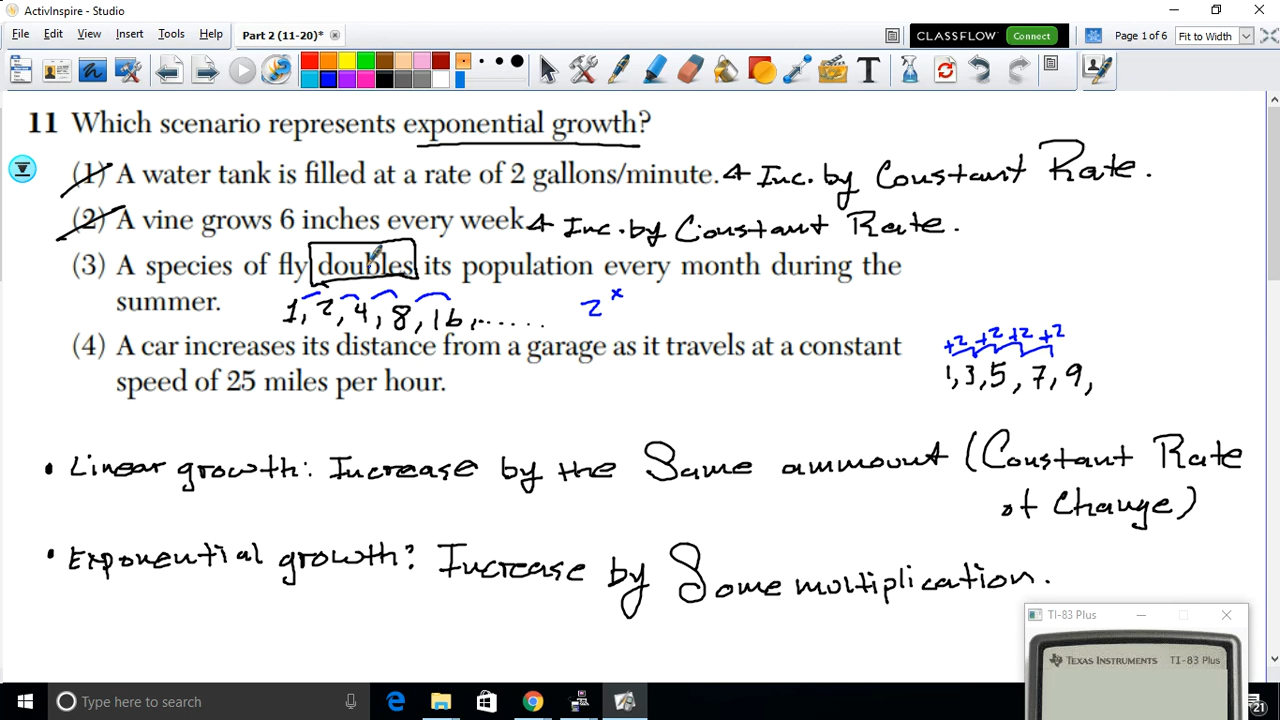 ActivInspire - Studio
File Edit View Insert Tools Help Part 2 (11-20)* CLASSFLOW Connect Page 1 of 6 Fit to Width
11 Which scenario represents exponential growth?
(1) A water tank is filled at a rate of 2 gallons/minute. Inc. by Constant Rate.
(2) A vine grows 6 inches every week Inc. by Constant Rate.
(3) A species of fly doubles its population every month during the
summer. 1, 2, 4, 8, 16, ...... 2^x
+2 +2 +2 +2
(4) A car increases its distance from a garage as it travels at a constant
speed of 25 miles per hour. 1, 3, 5, 7, 9,
• Linear growth: Increase by the Same ammount (Constant Rate
of Change)
• Exponential growth: Increase by Some multiplication.
TI-83 Plus
TEXAS INSTRUMENTS TI-83 Plus
Type here to search
21